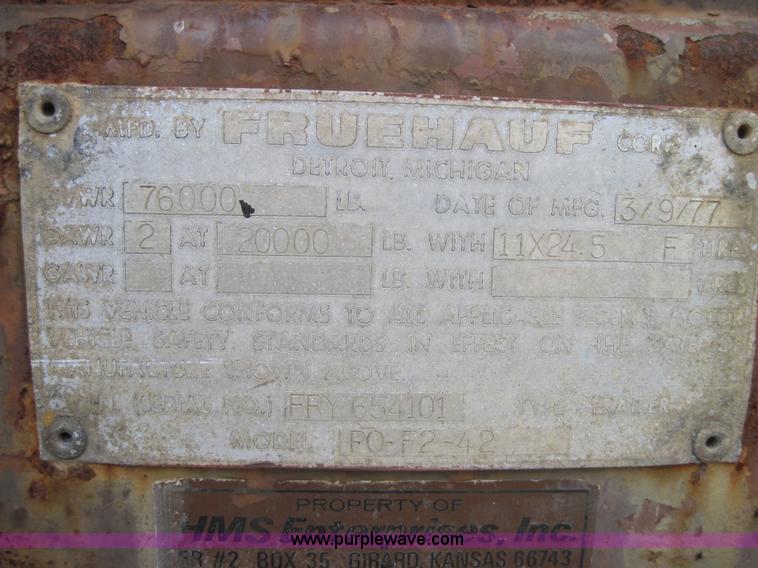 MFD. BY FRUEHAUF CORP.
DETROIT, MICHIGAN
GVWR 76000 LB. DATE OF MFG. 3/9/77
GAWR 2 AT 20000 LB. WITH 11X24.5 F TIRES
GAWR AT LB. WITH TIRES
THIS VEHICLE CONFORMS TO ALL APPLICABLE FEDERAL MOTOR
VEHICLE SAFETY STANDARDS IN EFFECT ON THE DATE OF
MANUFACTURE SHOWN ABOVE.
V.I.N. (SERIAL NO.) FRY 654101 TYPE: TRAILER
MODEL FO-F2-42
PROPERTY OF
HMS Enterprises, Inc.
www.purplewave.com
RR #2 BOX 35 GIRARD, KANSAS 66743